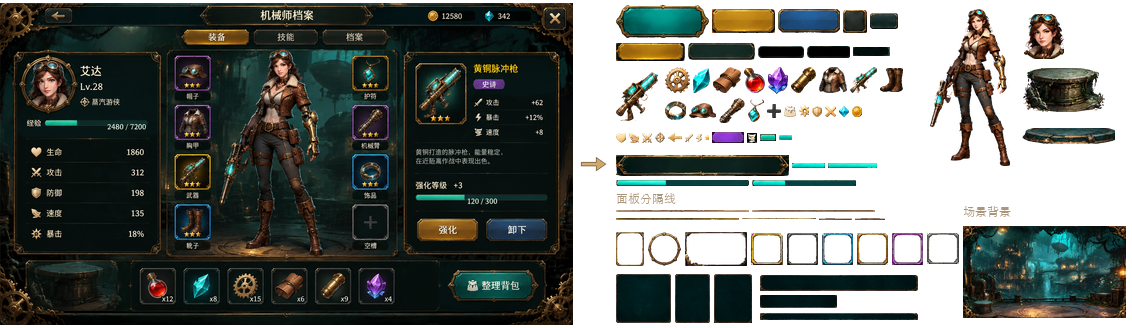 机械师档案
12580
342
装备
技能
档案
艾达
Lv.28
蒸汽游侠
经验
2480 / 7200
生命
1860
攻击
312
防御
198
速度
135
暴击
18%
帽子
胸甲
武器
靴子
护符
机械臂
饰品
空槽
黄铜脉冲枪
史诗
攻击
+62
暴击
+12%
速度
+8
黄铜打造的脉冲枪，能量稳定，
在近距离作战中表现出色。
强化等级 +3
120 / 300
强化
卸下
x12
x8
x15
x6
x9
x4
整理背包
面板分隔线
场景背景